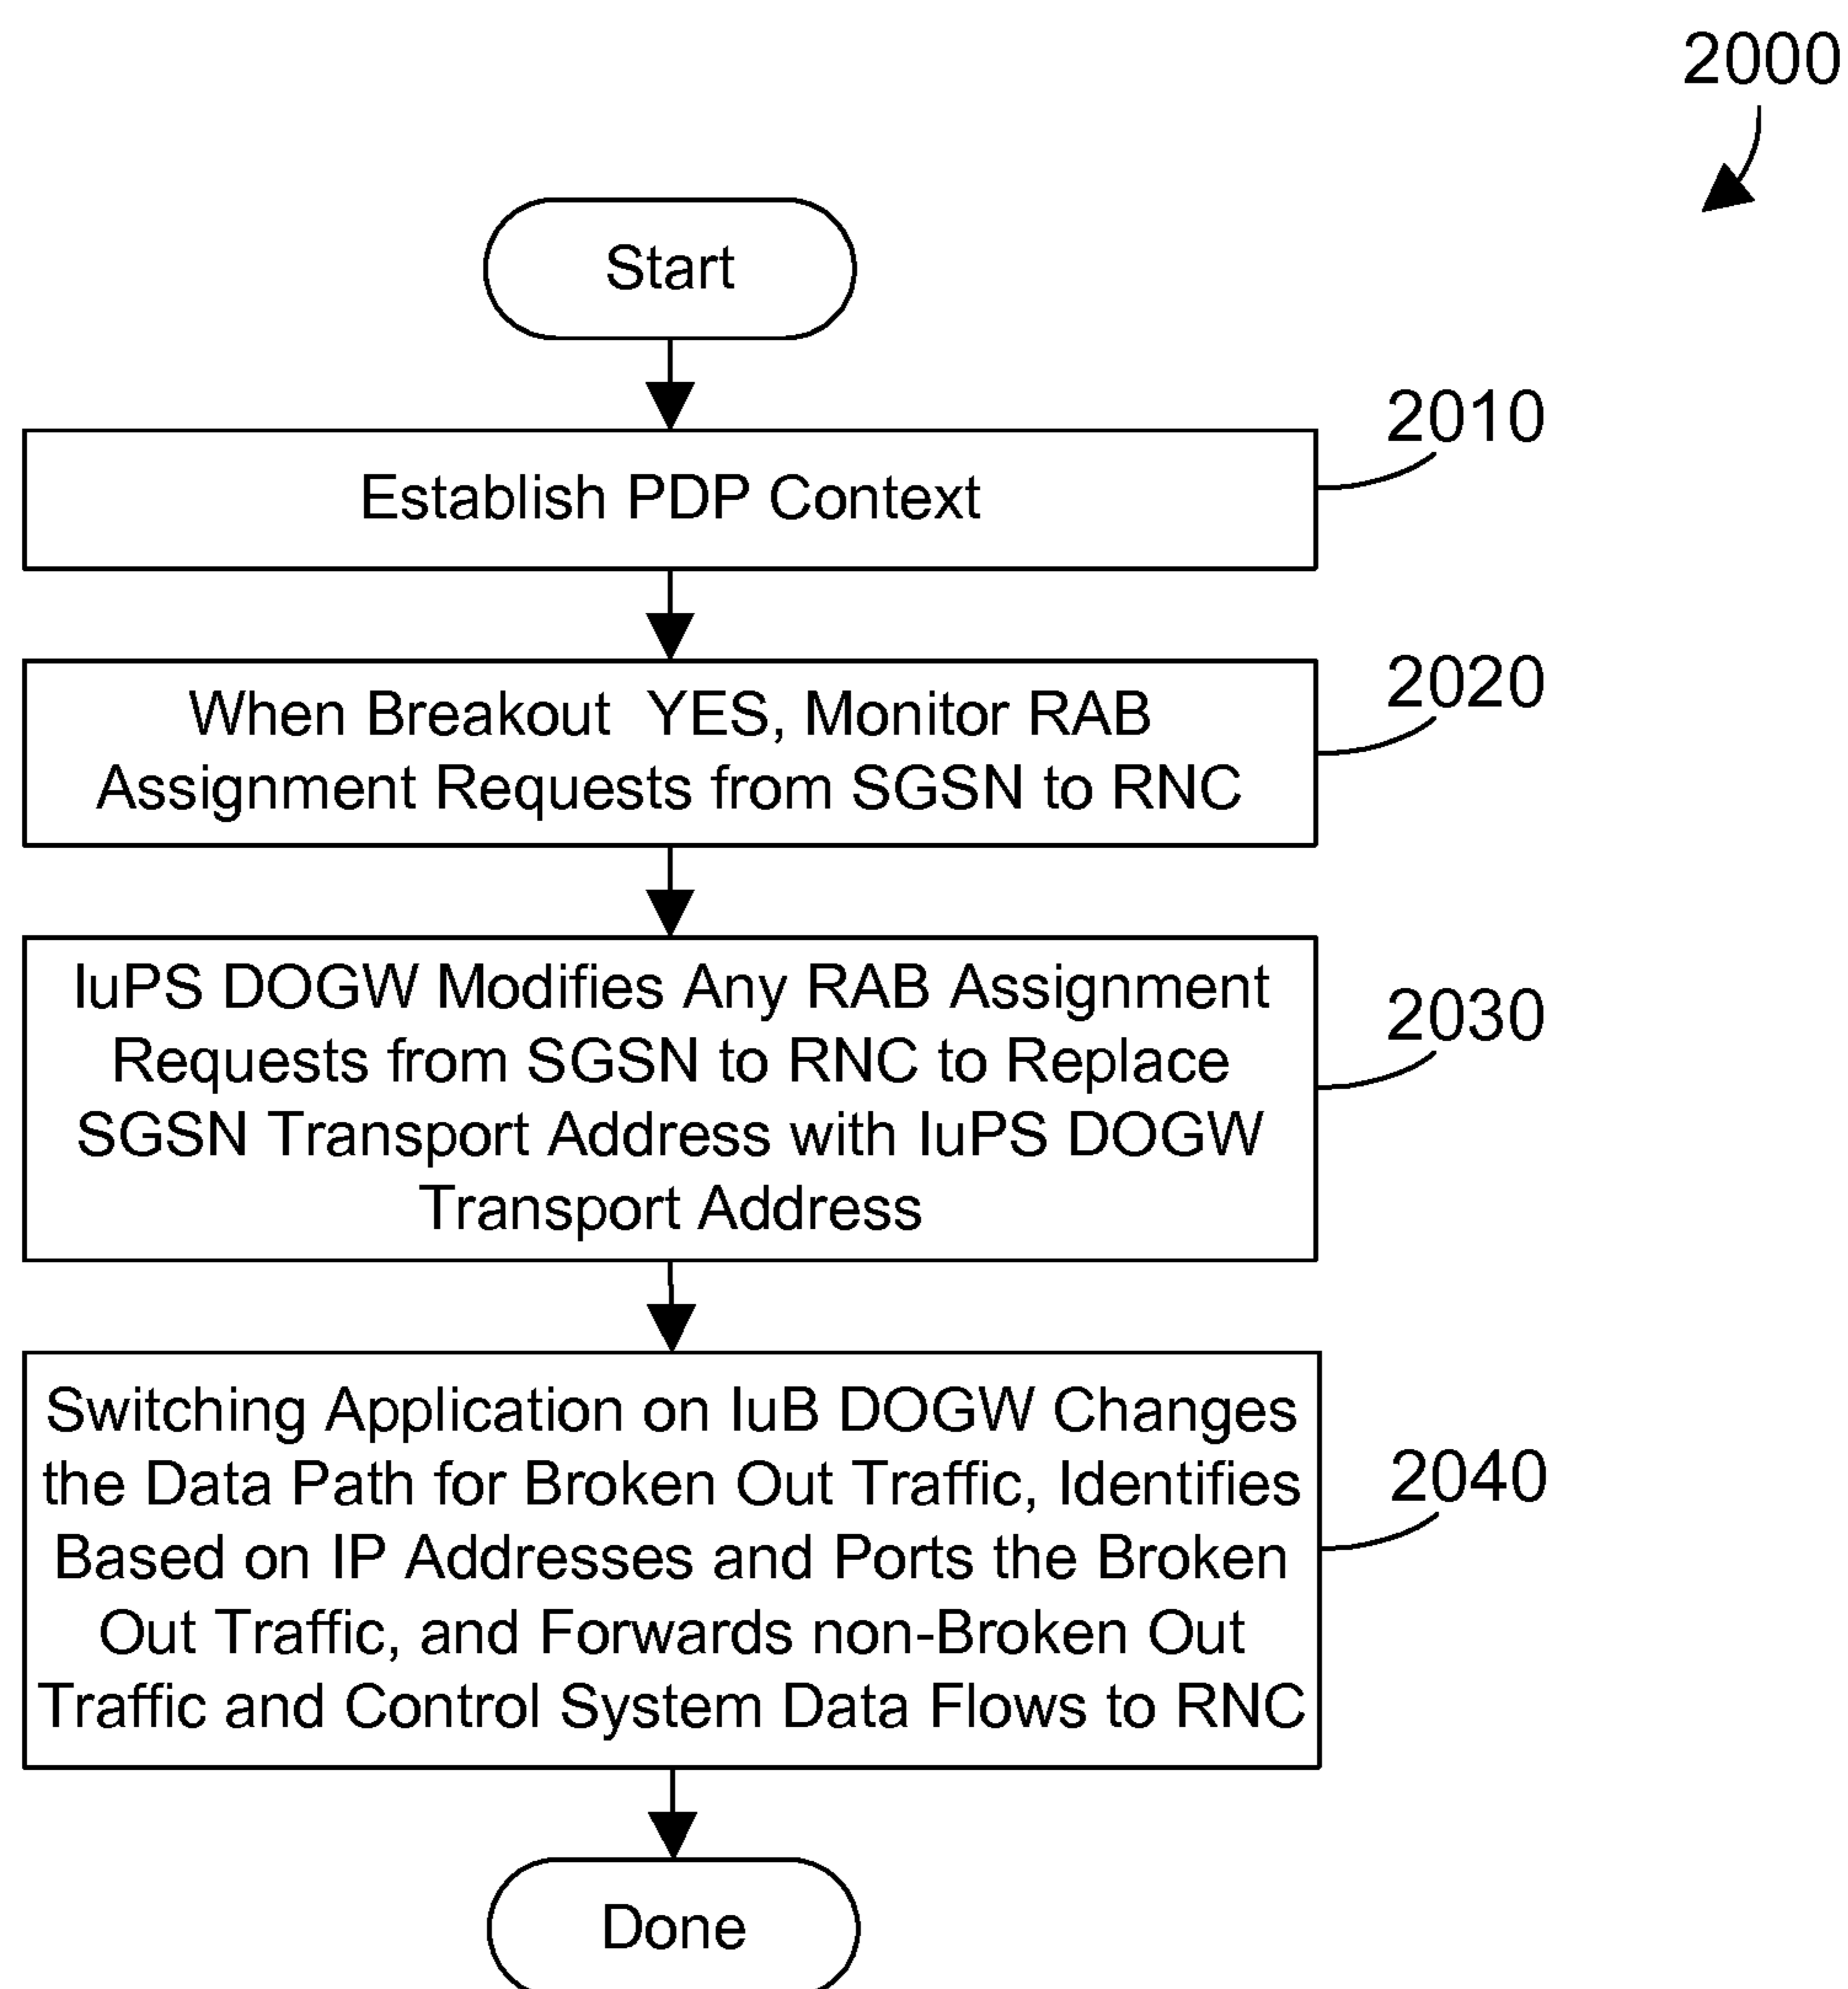 2000
Start
2010
Establish PDP Context
2020
When Breakout YES, Monitor RAB
Assignment Requests from SGSN to RNC
2030
IuPS DOGW Modifies Any RAB Assignment
Requests from SGSN to RNC to Replace
SGSN Transport Address with IuPS DOGW
Transport Address
2040
Switching Application on IuB DOGW Changes
the Data Path for Broken Out Traffic, Identifies
Based on IP Addresses and Ports the Broken
Out Traffic, and Forwards non-Broken Out
Traffic and Control System Data Flows to RNC
Done